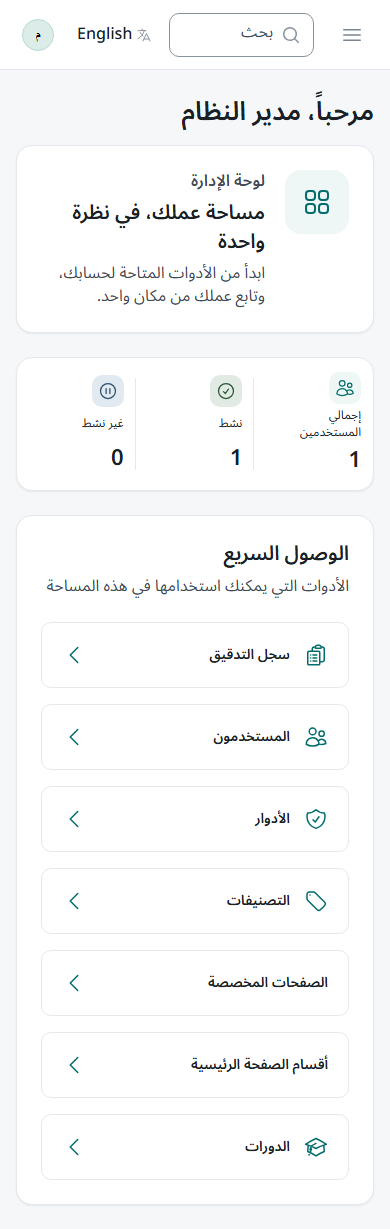 بحث
English
م
مرحباً، مدير النظام
لوحة الإدارة
مساحة عملك، في نظرة
واحدة
ابدأ من الأدوات المتاحة لحسابك،
وتابع عملك من مكان واحد.
إجمالي
المستخدمين
1
نشط
1
غير نشط
0
الوصول السريع
الأدوات التي يمكنك استخدامها في هذه المساحة
سجل التدقيق
المستخدمون
الأدوار
التصنيفات
الصفحات المخصصة
أقسام الصفحة الرئيسية
الدورات